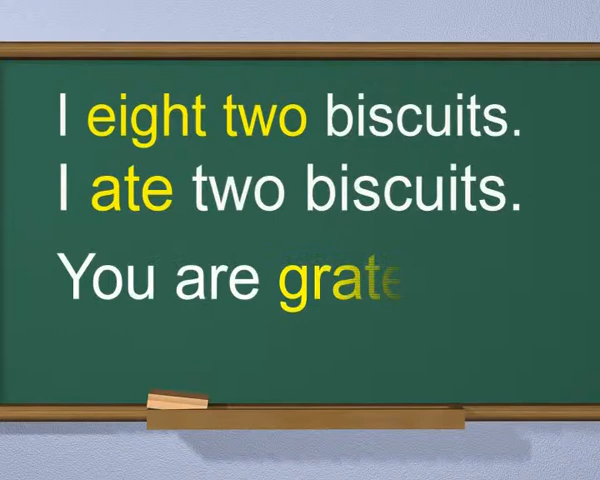 I eight two biscuits.
I ate two biscuits.
You are grate